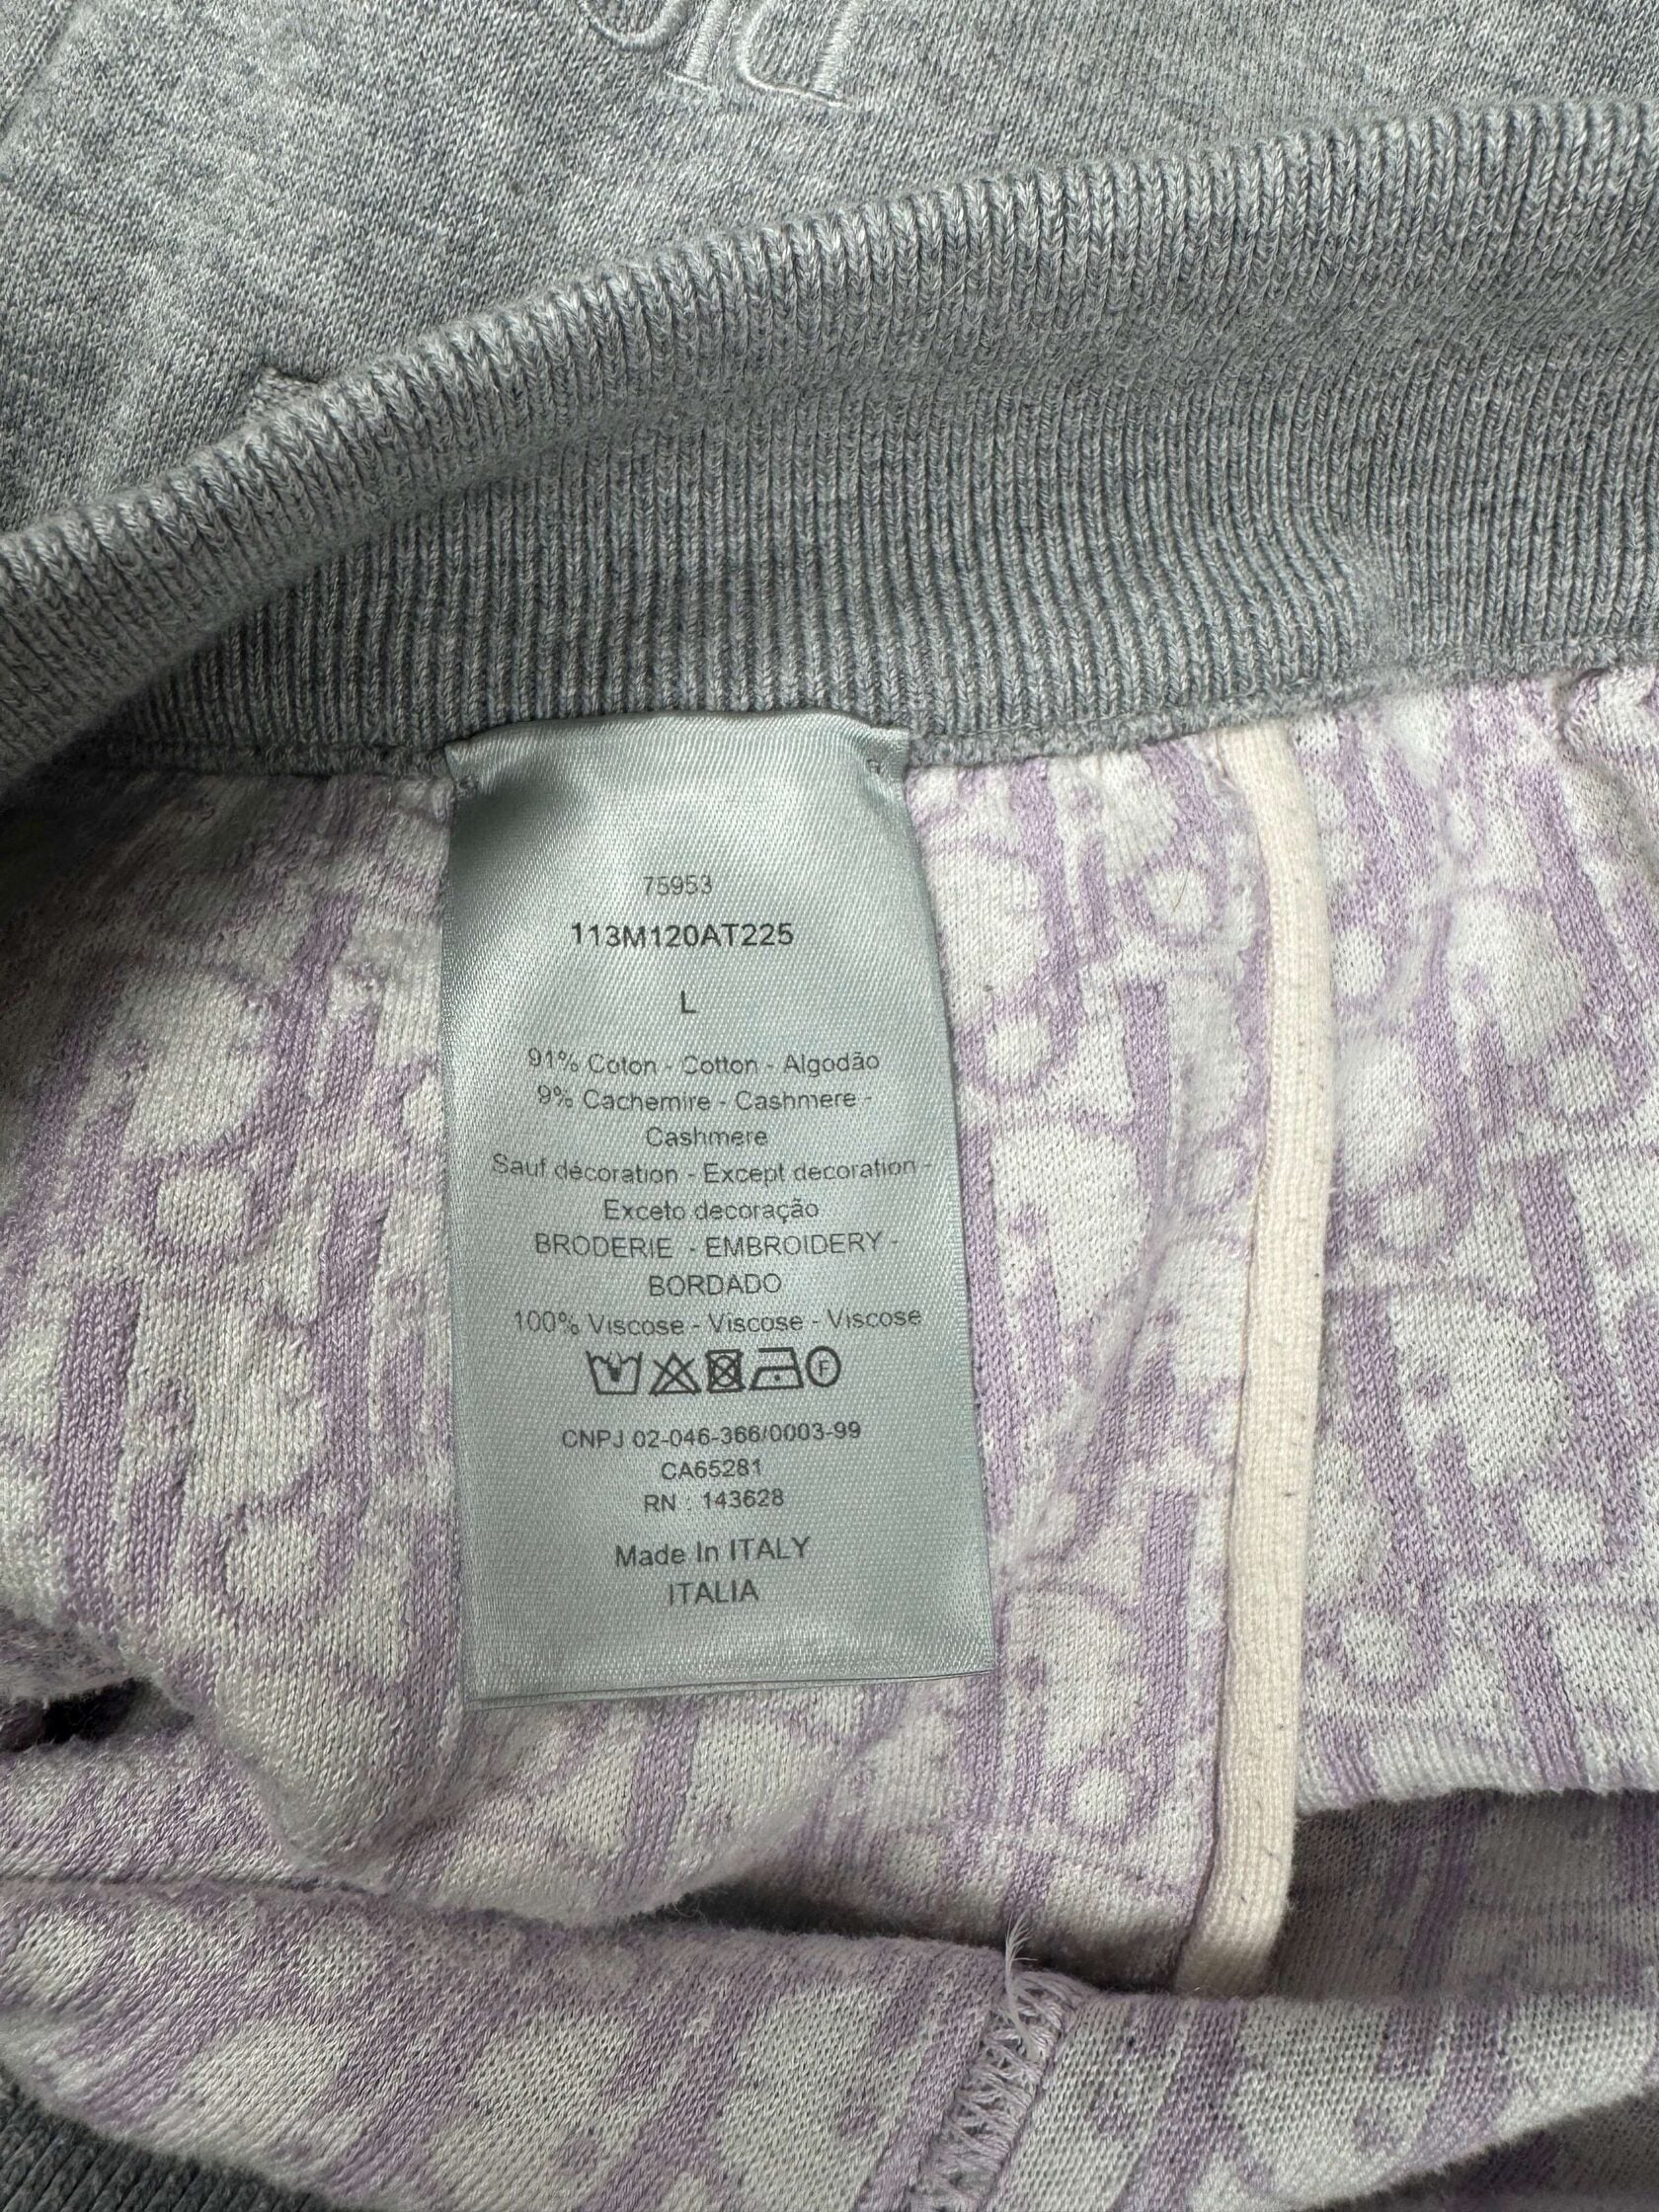 75953
113M120AT225
L
91% Coton - Cotton - Algodão
9% Cachemire - Cashmere -
Cashmere
Sauf décoration - Except decoration -
Exceto decoração
BRODERIE - EMBROIDERY -
BORDADO
100% Viscose - Viscose - Viscose
F
CNPJ 02-046-366/0003-99
CA65281
RN : 143628
Made In ITALY
ITALIA